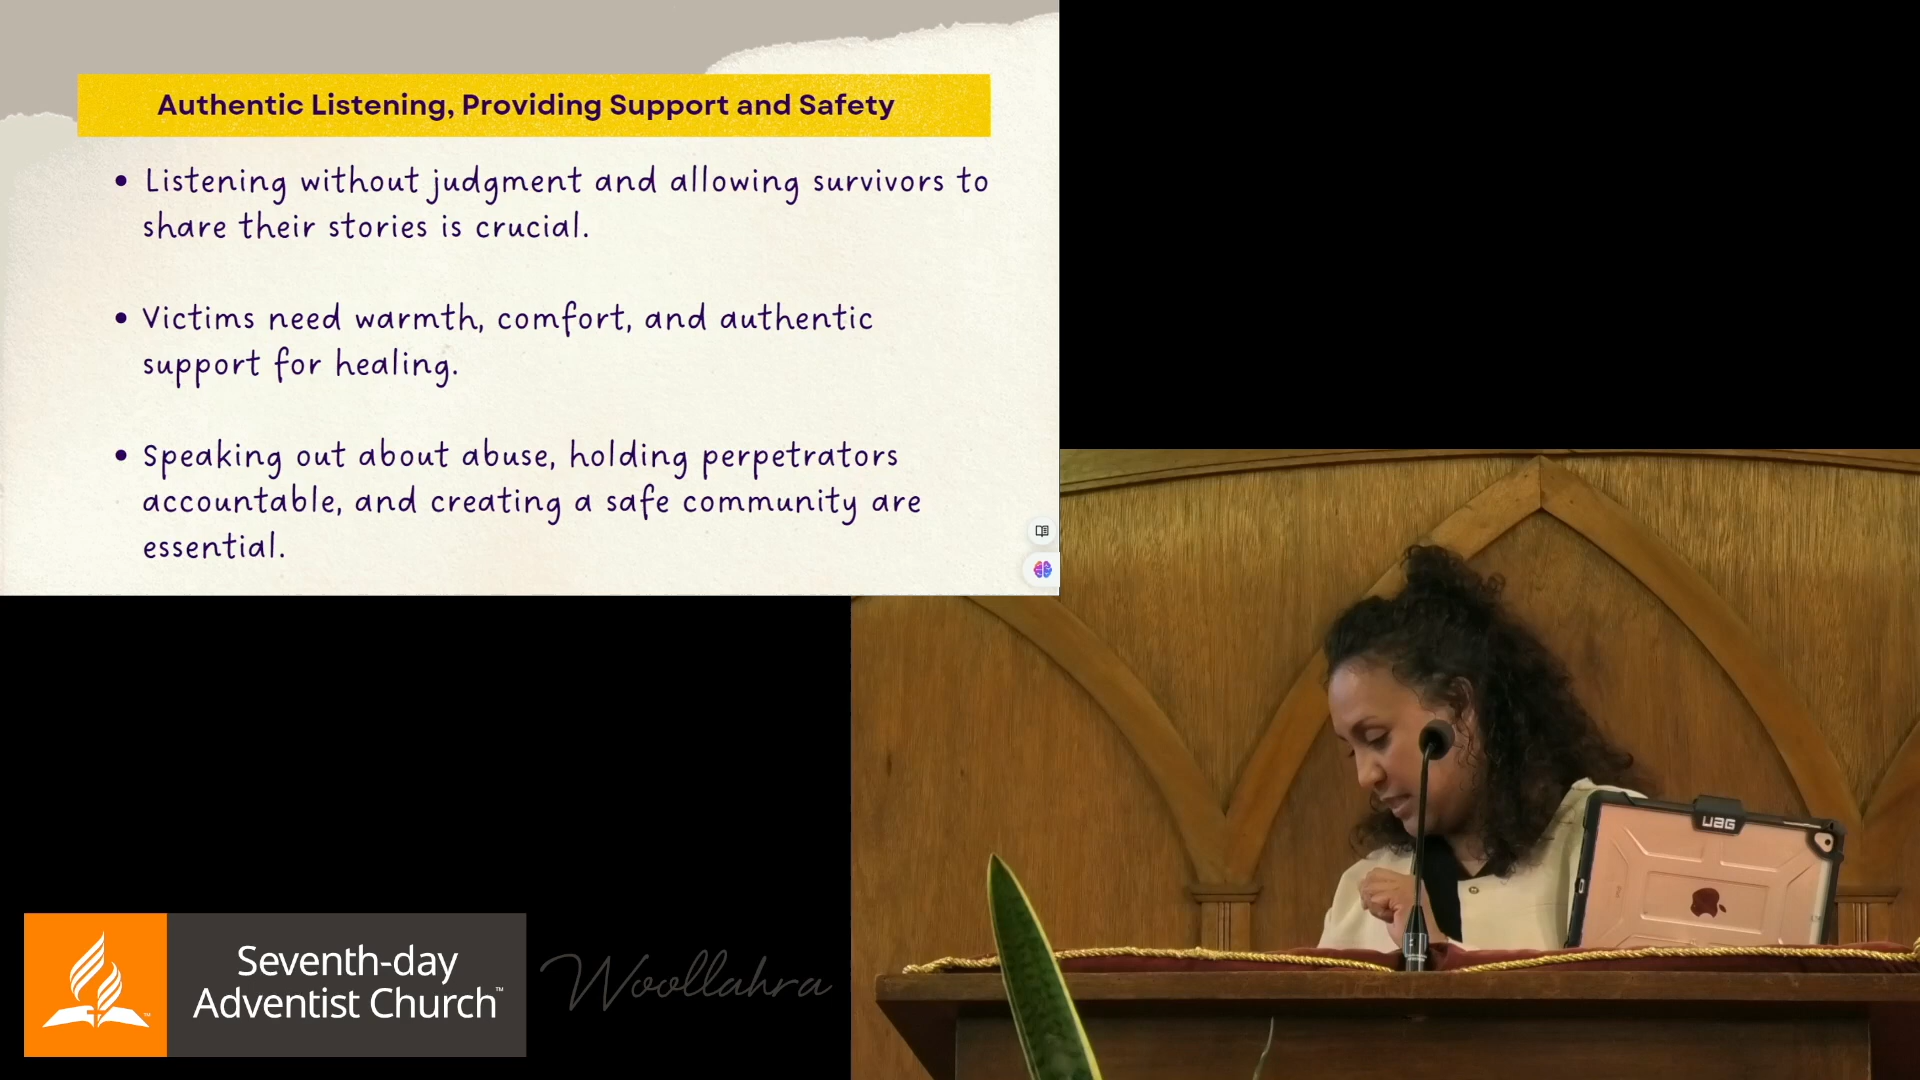 Authentic Listening, Providing Support and Safety
• Listening without judgment and allowing survivors to
share their stories is crucial.
• Victims need warmth, comfort, and authentic
support for healing.
• Speaking out about abuse, holding perpetrators
accountable, and creating a safe community are
essential.
UAG
Seventh-day
Adventist Church™
Woollahra